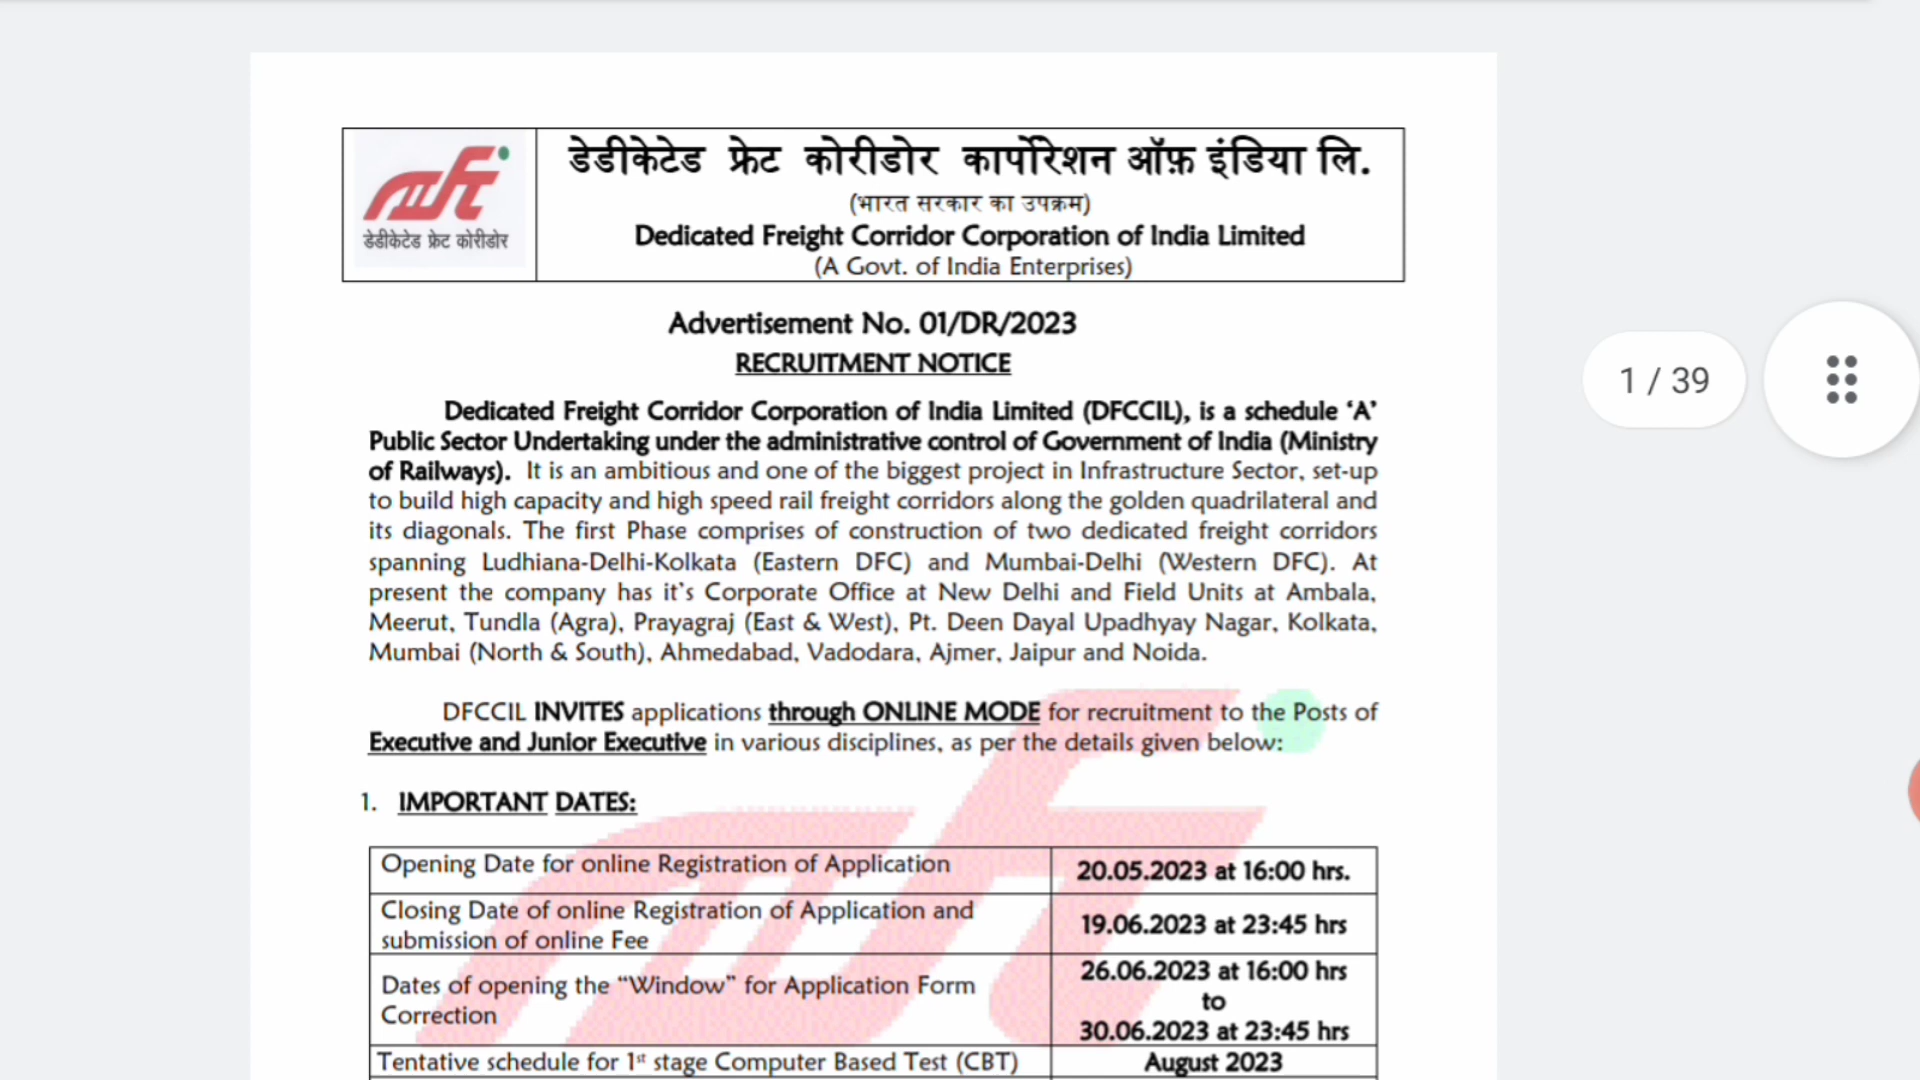 डेडीकेटेड फ्रेट कोरीडोर कार्पोरेशन ऑफ़ इंडिया लि.
(भारत सरकार का उपक्रम)
Dedicated Freight Corridor Corporation of India Limited
(A Govt. of India Enterprises)
डेडीकेटेड फ्रेट कोरीडोर
Advertisement No. 01/DR/2023
RECRUITMENT NOTICE
1 / 39
Dedicated Freight Corridor Corporation of India Limited (DFCCIL), is a schedule ‘A’
Public Sector Undertaking under the administrative control of Government of India (Ministry
of Railways). It is an ambitious and one of the biggest project in Infrastructure Sector, set-up
to build high capacity and high speed rail freight corridors along the golden quadrilateral and
its diagonals. The first Phase comprises of construction of two dedicated freight corridors
spanning Ludhiana-Delhi-Kolkata (Eastern DFC) and Mumbai-Delhi (Western DFC). At
present the company has it’s Corporate Office at New Delhi and Field Units at Ambala,
Meerut, Tundla (Agra), Prayagraj (East & West), Pt. Deen Dayal Upadhyay Nagar, Kolkata,
Mumbai (North & South), Ahmedabad, Vadodara, Ajmer, Jaipur and Noida.
DFCCIL INVITES applications through ONLINE MODE for recruitment to the Posts of
Executive and Junior Executive in various disciplines, as per the details given below:
1. IMPORTANT DATES:
Opening Date for online Registration of Application
20.05.2023 at 16:00 hrs.
Closing Date of online Registration of Application and
submission of online Fee
19.06.2023 at 23:45 hrs
Dates of opening the “Window” for Application Form
Correction
26.06.2023 at 16:00 hrs
to
30.06.2023 at 23:45 hrs
Tentative schedule for 1st stage Computer Based Test (CBT)
August 2023